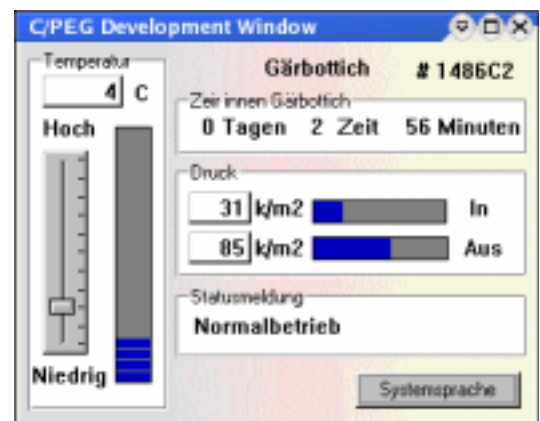 C/PEG Development Window
Temperatur
4 C
Hoch
Niedrig
Gärbottich # 1486C2
Zeir innen Gärbottich
0 Tagen 2 Zeit 56 Minuten
Druck
31 k/m2 In
85 k/m2 Aus
Statusmeldung
Normalbetrieb
Systemsprache